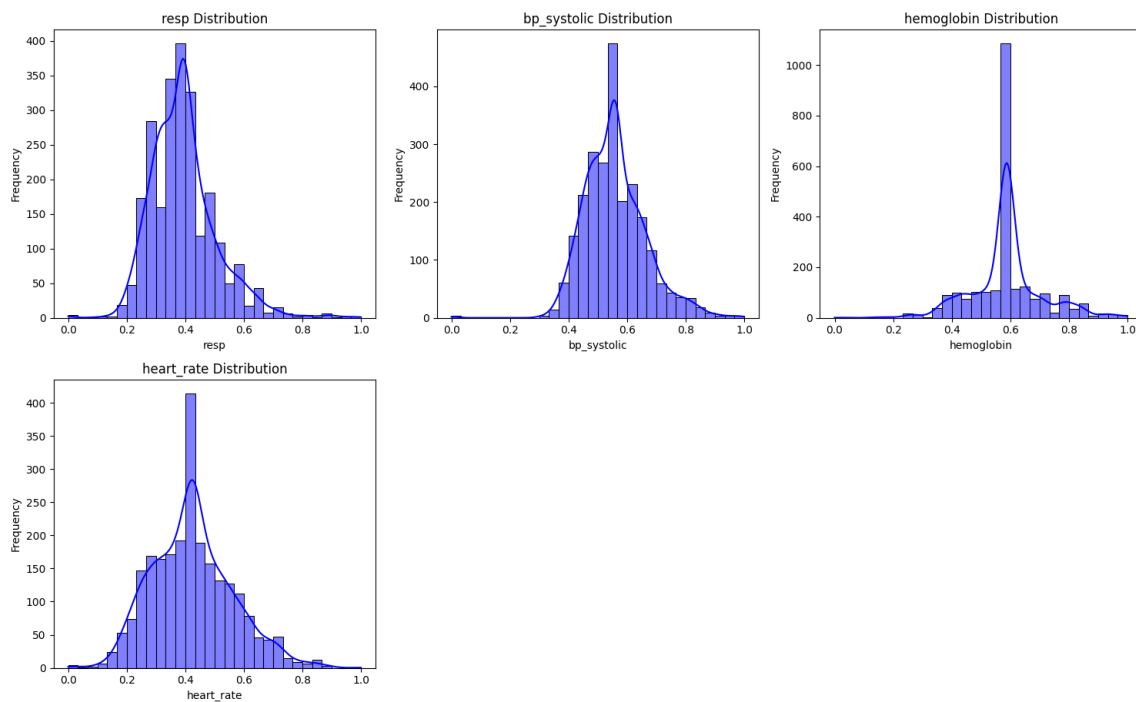 resp Distribution
400
350
300
250
200
150
100
50
0
Frequency
0.0 0.2 0.4 0.6 0.8 1.0
resp
bp_systolic Distribution
400
300
200
100
0
Frequency
0.0 0.2 0.4 0.6 0.8 1.0
bp_systolic
hemoglobin Distribution
1000
800
600
400
200
0
Frequency
0.0 0.2 0.4 0.6 0.8 1.0
hemoglobin
heart_rate Distribution
400
350
300
250
200
150
100
50
0
Frequency
0.0 0.2 0.4 0.6 0.8 1.0
heart_rate